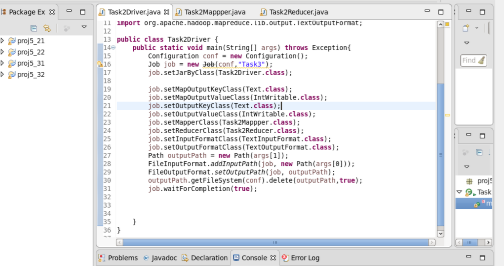 Package Ex
proj5_21
proj5_22
proj5_31
proj5_32
Task2Driver.java
Task2Mappper.java
Task2Reducer.java
11 import org.apache.hadoop.mapreduce.lib.output.TextOutputFormat;
12
13 public class Task2Driver {
14 public static void main(String[] args) throws Exception{
15 Configuration conf = new Configuration();
16 Job job = new Job(conf,"Task3");
17 job.setJarByClass(Task2Driver.class);
18
19 job.setMapOutputKeyClass(Text.class);
20 job.setMapOutputValueClass(IntWritable.class);
21 job.setOutputKeyClass(Text.class);
22 job.setOutputValueClass(IntWritable.class);
23 job.setMapperClass(Task2Mappper.class);
24 job.setReducerClass(Task2Reducer.class);
25 job.setInputFormatClass(TextInputFormat.class);
26 job.setOutputFormatClass(TextOutputFormat.class);
27 Path outputPath = new Path(args[1]);
28 FileInputFormat.addInputPath(job, new Path(args[0]));
29 FileOutputFormat.setOutputPath(job, outputPath);
30 outputPath.getFileSystem(conf).delete(outputPath,true);
31 job.waitForCompletion(true);
32
33
34
35 }
36 }
Find
proj5
Task
Problems
Javadoc
Declaration
Console
Error Log